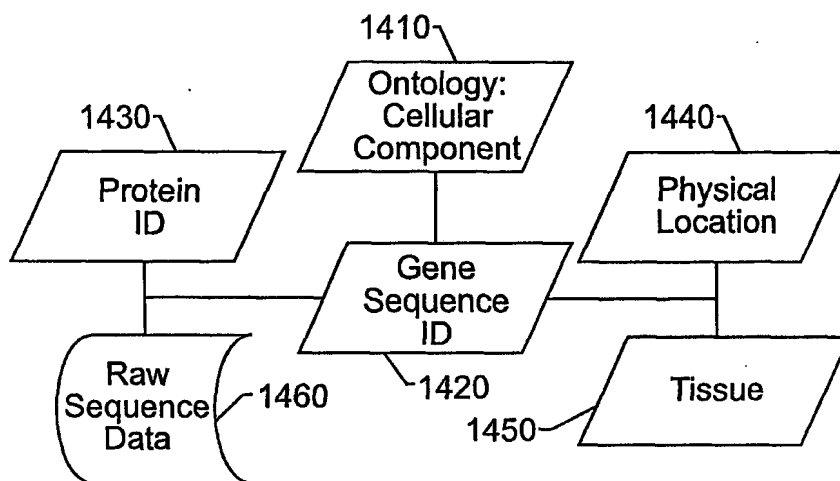 1410
Ontology:
Cellular
Component
1430
Protein
ID
1440
Physical
Location
Gene
Sequence
ID
1420
Raw
Sequence
Data
1460
Tissue
1450